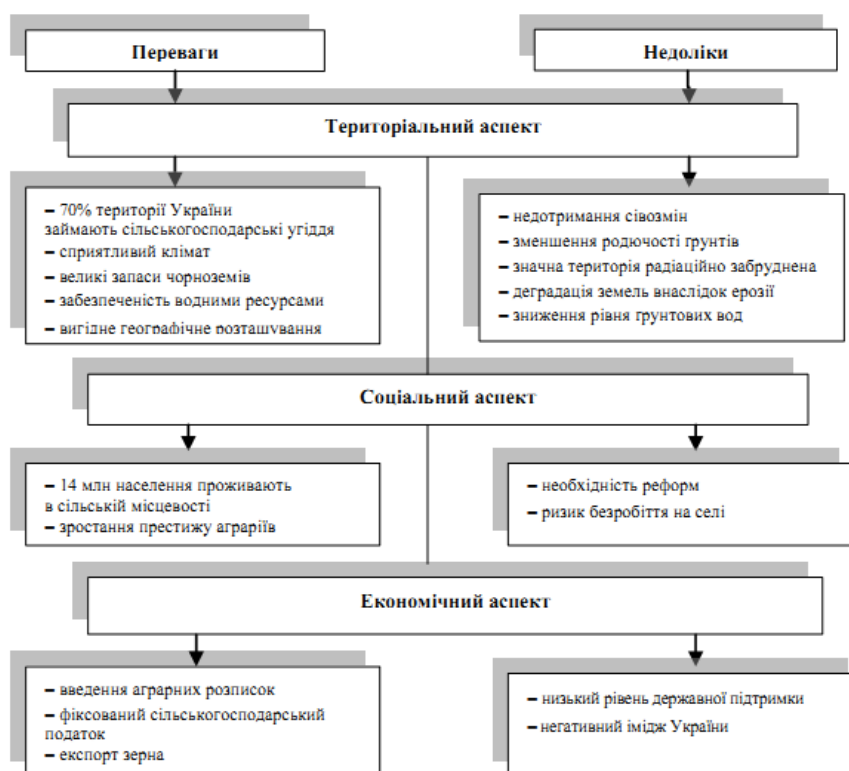 Переваги
Недоліки
Територіальний аспект
– 70% території України
займають сільськогосподарські угіддя
– сприятливий клімат
– великі запаси чорноземів
– забезпеченість водними ресурсами
– вигідне географічне розташування
– недотримання сівозмін
– зменшення родючості ґрунтів
– значна територія радіаційно забруднена
– деградація земель внаслідок ерозії
– зниження рівня ґрунтових вод
Соціальний аспект
– 14 млн населення проживають
в сільській місцевості
– зростання престижу аграріїв
– необхідність реформ
– ризик безробіття на селі
Економічний аспект
– введення аграрних розписок
– фіксований сільськогосподарський
податок
– експорт зерна
– низький рівень державної підтримки
– негативний імідж України